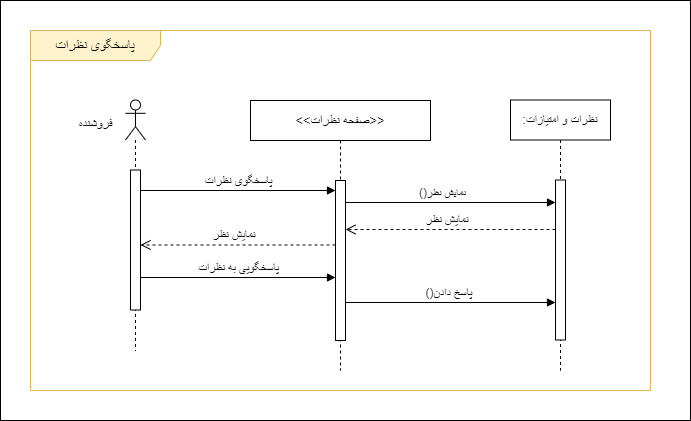 پاسخگوی نظرات
فروشنده
<<صفحه نظرات>>
نظرات و امتیازات:
پاسخگوی نظرات
نمایش نظر()
نمایش نظر
نمایش نظر
پاسخگویی به نظرات
پاسخ دادن()